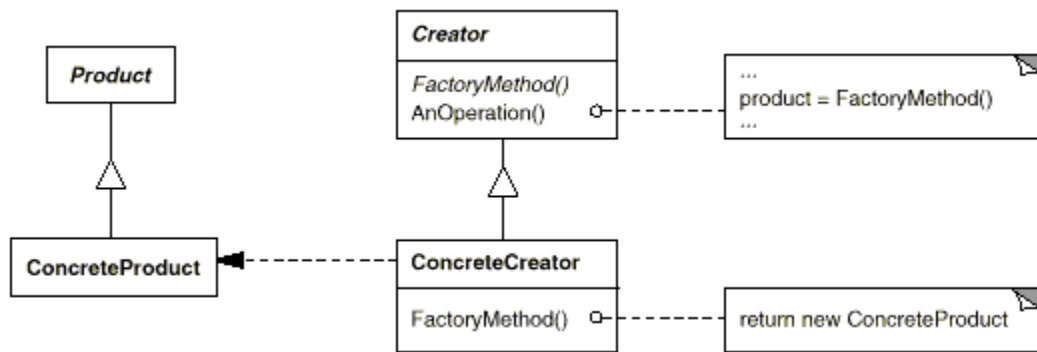 Product
ConcreteProduct
Creator
FactoryMethod()
AnOperation()
...
product = FactoryMethod()
...
ConcreteCreator
FactoryMethod()
return new ConcreteProduct